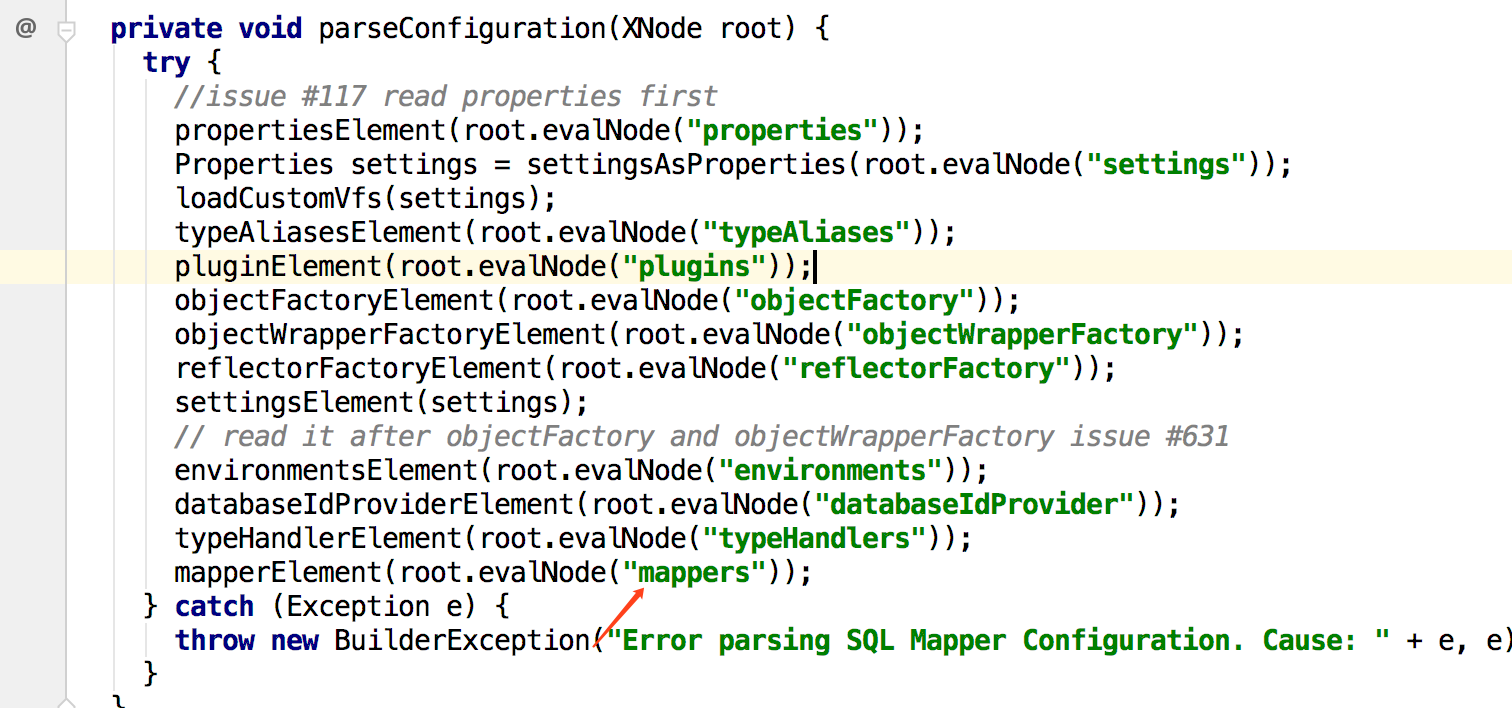 @ private void parseConfiguration(XNode root) {
try {
//issue #117 read properties first
propertiesElement(root.evalNode("properties"));
Properties settings = settingsAsProperties(root.evalNode("settings"));
loadCustomVfs(settings);
typeAliasesElement(root.evalNode("typeAliases"));
pluginElement(root.evalNode("plugins"));
objectFactoryElement(root.evalNode("objectFactory"));
objectWrapperFactoryElement(root.evalNode("objectWrapperFactory"));
reflectorFactoryElement(root.evalNode("reflectorFactory"));
settingsElement(settings);
// read it after objectFactory and objectWrapperFactory issue #631
environmentsElement(root.evalNode("environments"));
databaseIdProviderElement(root.evalNode("databaseIdProvider"));
typeHandlerElement(root.evalNode("typeHandlers"));
mapperElement(root.evalNode("mappers"));
} catch (Exception e) {
throw new BuilderException("Error parsing SQL Mapper Configuration. Cause: " + e, e)
}
}